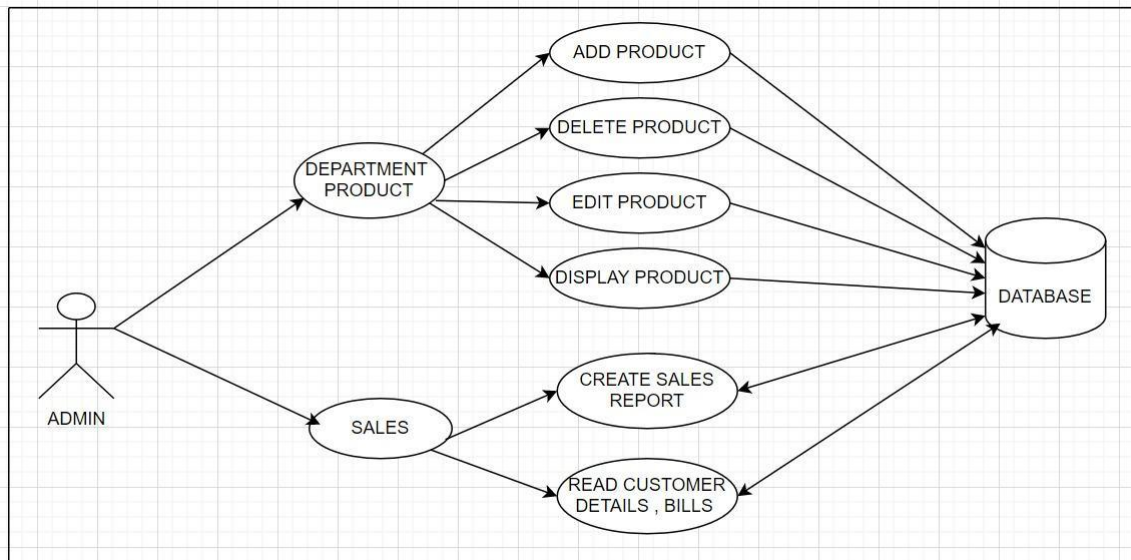 ADD PRODUCT
DELETE PRODUCT
DEPARTMENT
PRODUCT
EDIT PRODUCT
DISPLAY PRODUCT
DATABASE
ADMIN
SALES
CREATE SALES
REPORT
READ CUSTOMER
DETAILS , BILLS